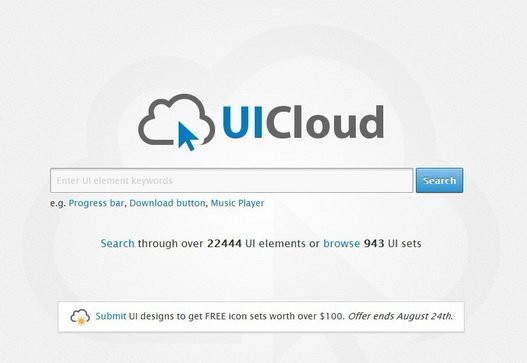 UICloud
Enter UI element keywords
Search
e.g. Progress bar, Download button, Music Player
Search through over 22444 UI elements or browse 943 UI sets
Submit UI designs to get FREE icon sets worth over $100. Offer ends August 24th.